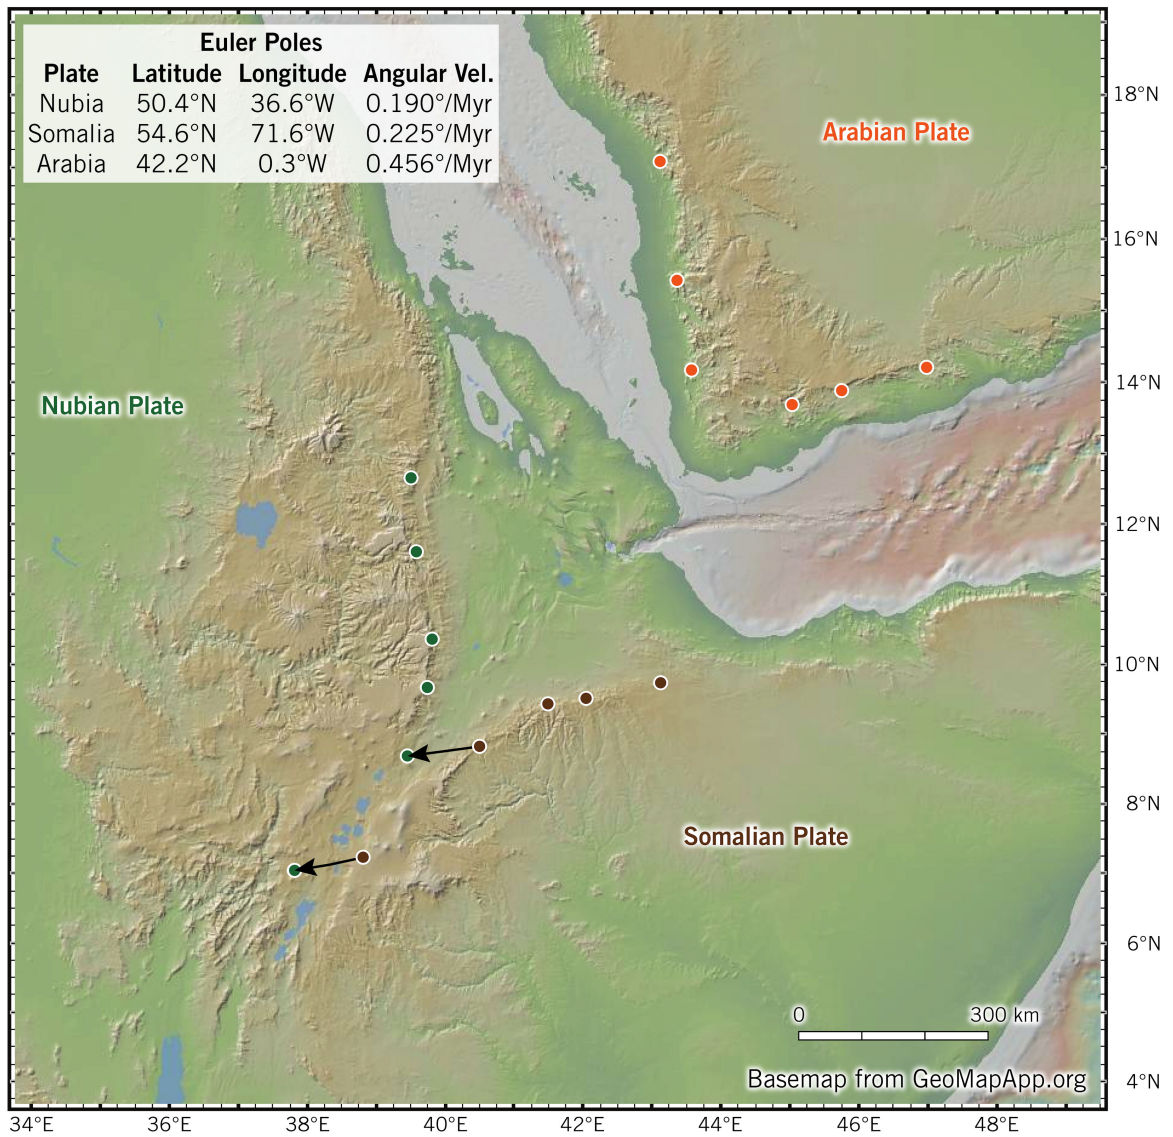 Euler Poles
Plate Latitude Longitude Angular Vel.
Nubia 50.4°N 36.6°W 0.190°/Myr
Somalia 54.6°N 71.6°W 0.225°/Myr
Arabia 42.2°N 0.3°W 0.456°/Myr
18°N
Arabian Plate
16°N
14°N
Nubian Plate
12°N
10°N
8°N
Somalian Plate
6°N
0 300 km
Basemap from GeoMapApp.org
4°N
34°E 36°E 38°E 40°E 42°E 44°E 46°E 48°E